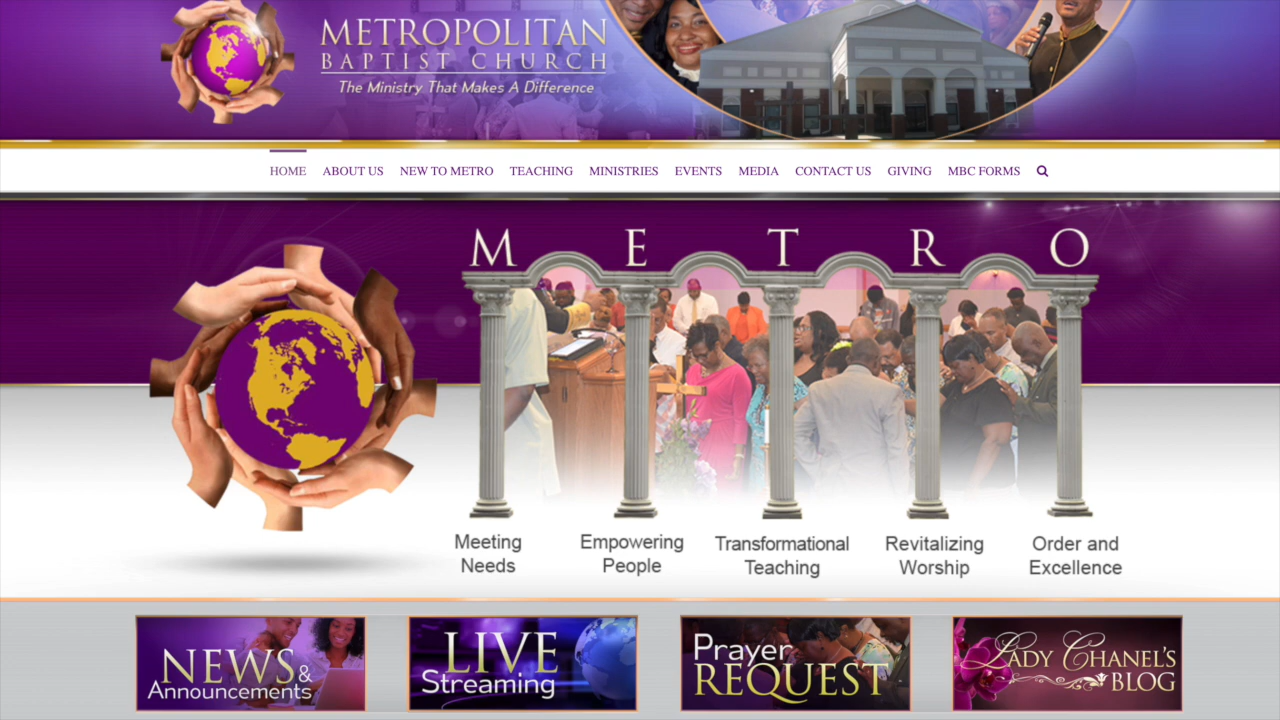 METROPOLITAN
BAPTIST CHURCH
The Ministry That Makes A Difference
HOME ABOUT US NEW TO METRO TEACHING MINISTRIES EVENTS MEDIA CONTACT US GIVING MBC FORMS
M E T R O
Meeting Needs
Empowering People
Transformational Teaching
Revitalizing Worship
Order and Excellence
NEWS &
Announcements
LIVE
Streaming
Prayer
REQUEST
LADY CHANEL'S
BLOG